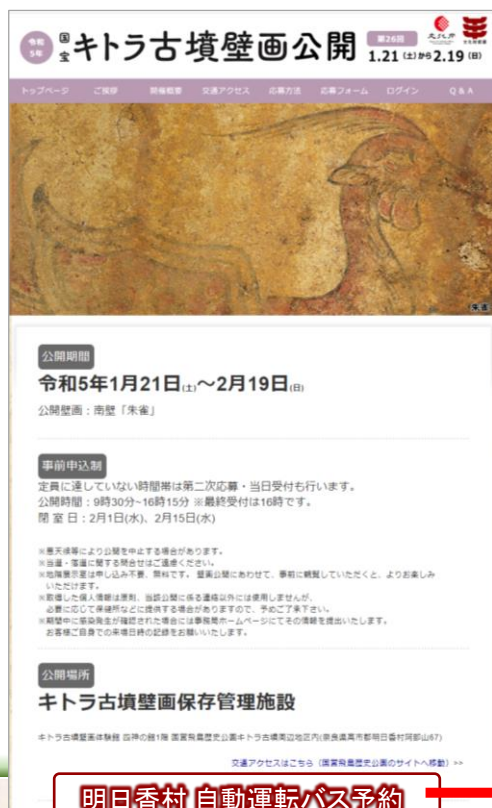 令和
5年
国宝
キトラ古墳壁画公開
第26回
1.21(土)から2.19(日)
文化庁
トップページ ご挨拶 開催概要 交通アクセス 応募方法 応募フォーム ログイン Q & A
朱雀
公開期間
令和5年1月21日(土)〜2月19日(日)
公開壁画:南壁「朱雀」
事前申込制
定員に達していない時間帯は第二次応募・当日受付も行います。
公開時間:9時30分~16時15分 ※最終受付は16時です。
閉 室 日:2月1日(水)、2月15日(水)
※悪天候等により公開を中止する場合があります。
※当選・落選に関する問合せはご遠慮ください。
※地階展示室は申し込み不要、無料です。 壁画公開にあわせて、事前に観覧していただくと、よりお楽しみ
いただけます。
※取得した個人情報は原則、当該公開に係る連絡以外には使用しませんが、
必要に応じて保健所などに提供する場合がありますので、予めご了承下さい。
※期間中に感染発生が確認された場合には事務局ホームページにてその情報を提出いたします。
お客様ご自身での来場日時の記録をお願いいたします。
公開場所
キトラ古墳壁画保存管理施設
キトラ古墳壁画体験館 四神の館1階 国営飛鳥歴史公園キトラ古墳周辺地区内(奈良県高市郡明日香村阿部山67)
交通アクセスはこちら(国営飛鳥歴史公園のサイトへ移動)>>
明日香村 自動運転バス予約